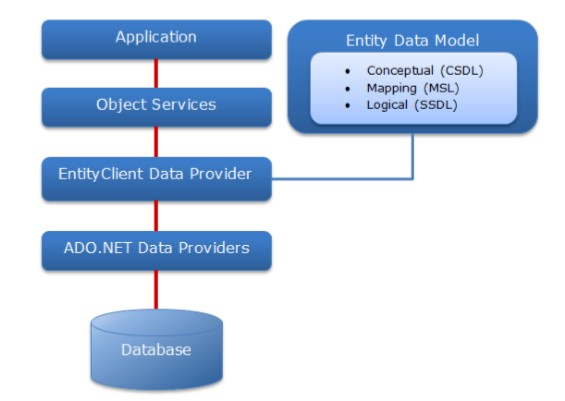 Application
Object Services
EntityClient Data Provider
ADO.NET Data Providers
Database
Entity Data Model
• Conceptual (CSDL)
• Mapping (MSL)
• Logical (SSDL)